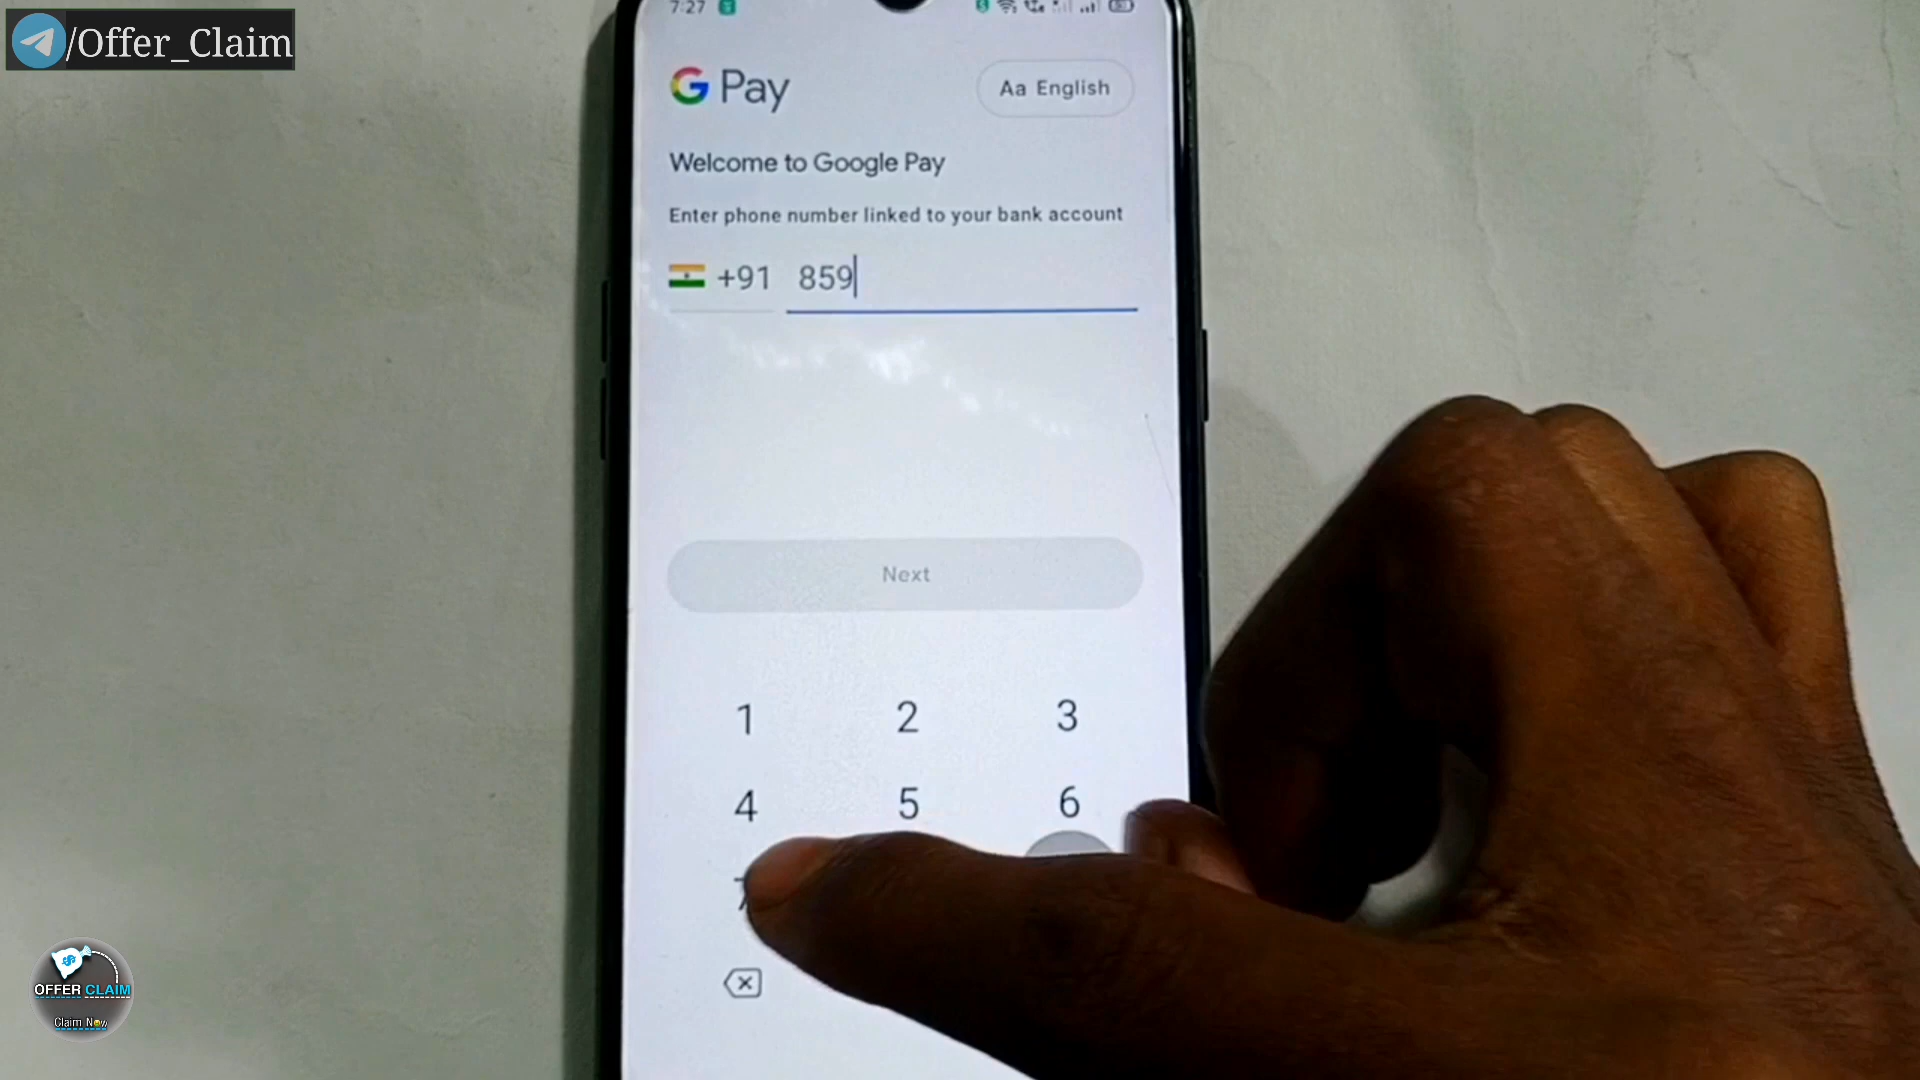 /Offer_Claim
7:27
G Pay
Aa English
Welcome to Google Pay
Enter phone number linked to your bank account
+91 859
Next
1 2 3
4 5 6
7
OFFER CLAIM
Claim Now